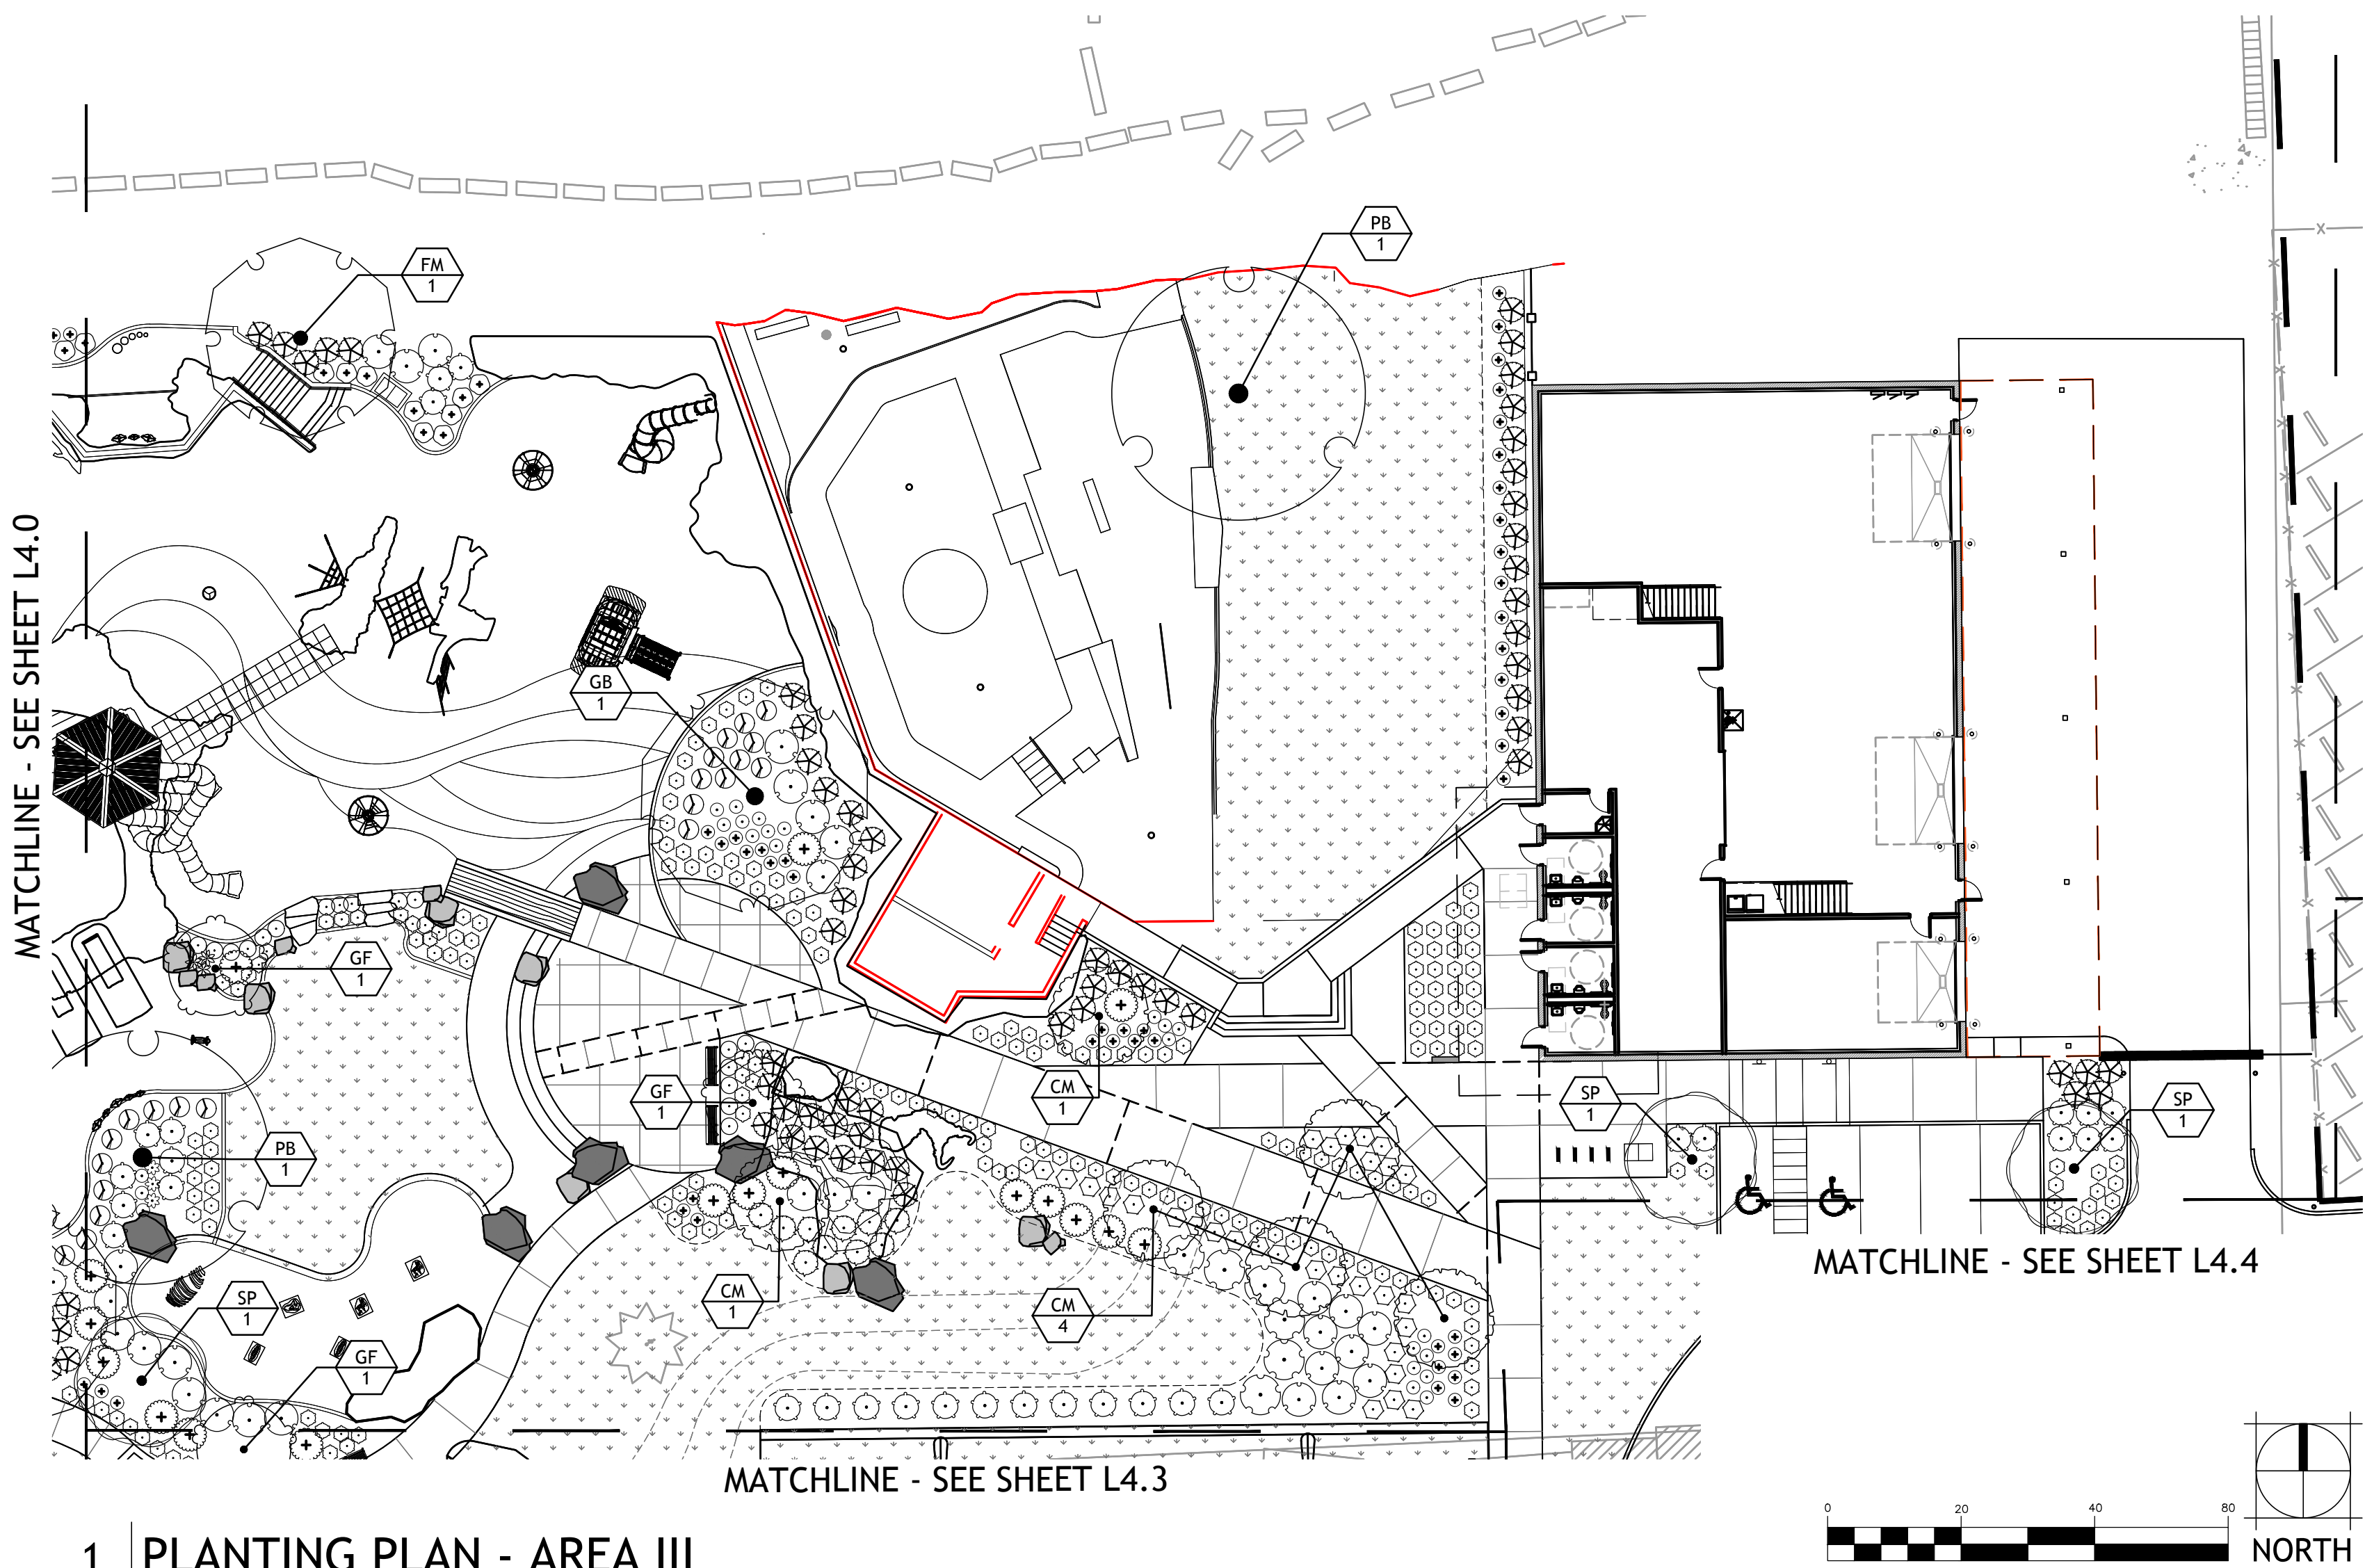 PB
1
FM
1
MATCHLINE - SEE SHEET L4.0
GB
1
GF
1
CM
1
GF
1
SP
1
SP
1
PB
1
MATCHLINE - SEE SHEET L4.4
SP
1
CM
1
CM
4
GF
1
MATCHLINE - SEE SHEET L4.3
0 20 40 80
NORTH
1 PLANTING PLAN - AREA III